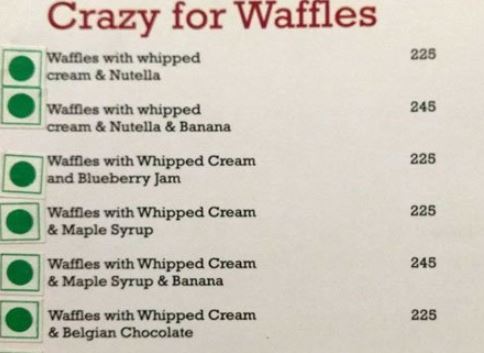 Crazy for Waffles
Waffles with whipped 225
cream & Nutella
Waffles with whipped 245
cream & Nutella & Banana
Waffles with Whipped Cream 225
and Blueberry Jam
Waffles with Whipped Cream 225
& Maple Syrup
Waffles with Whipped Cream 245
& Maple Syrup & Banana
Waffles with Whipped Cream 225
& Belgian Chocolate